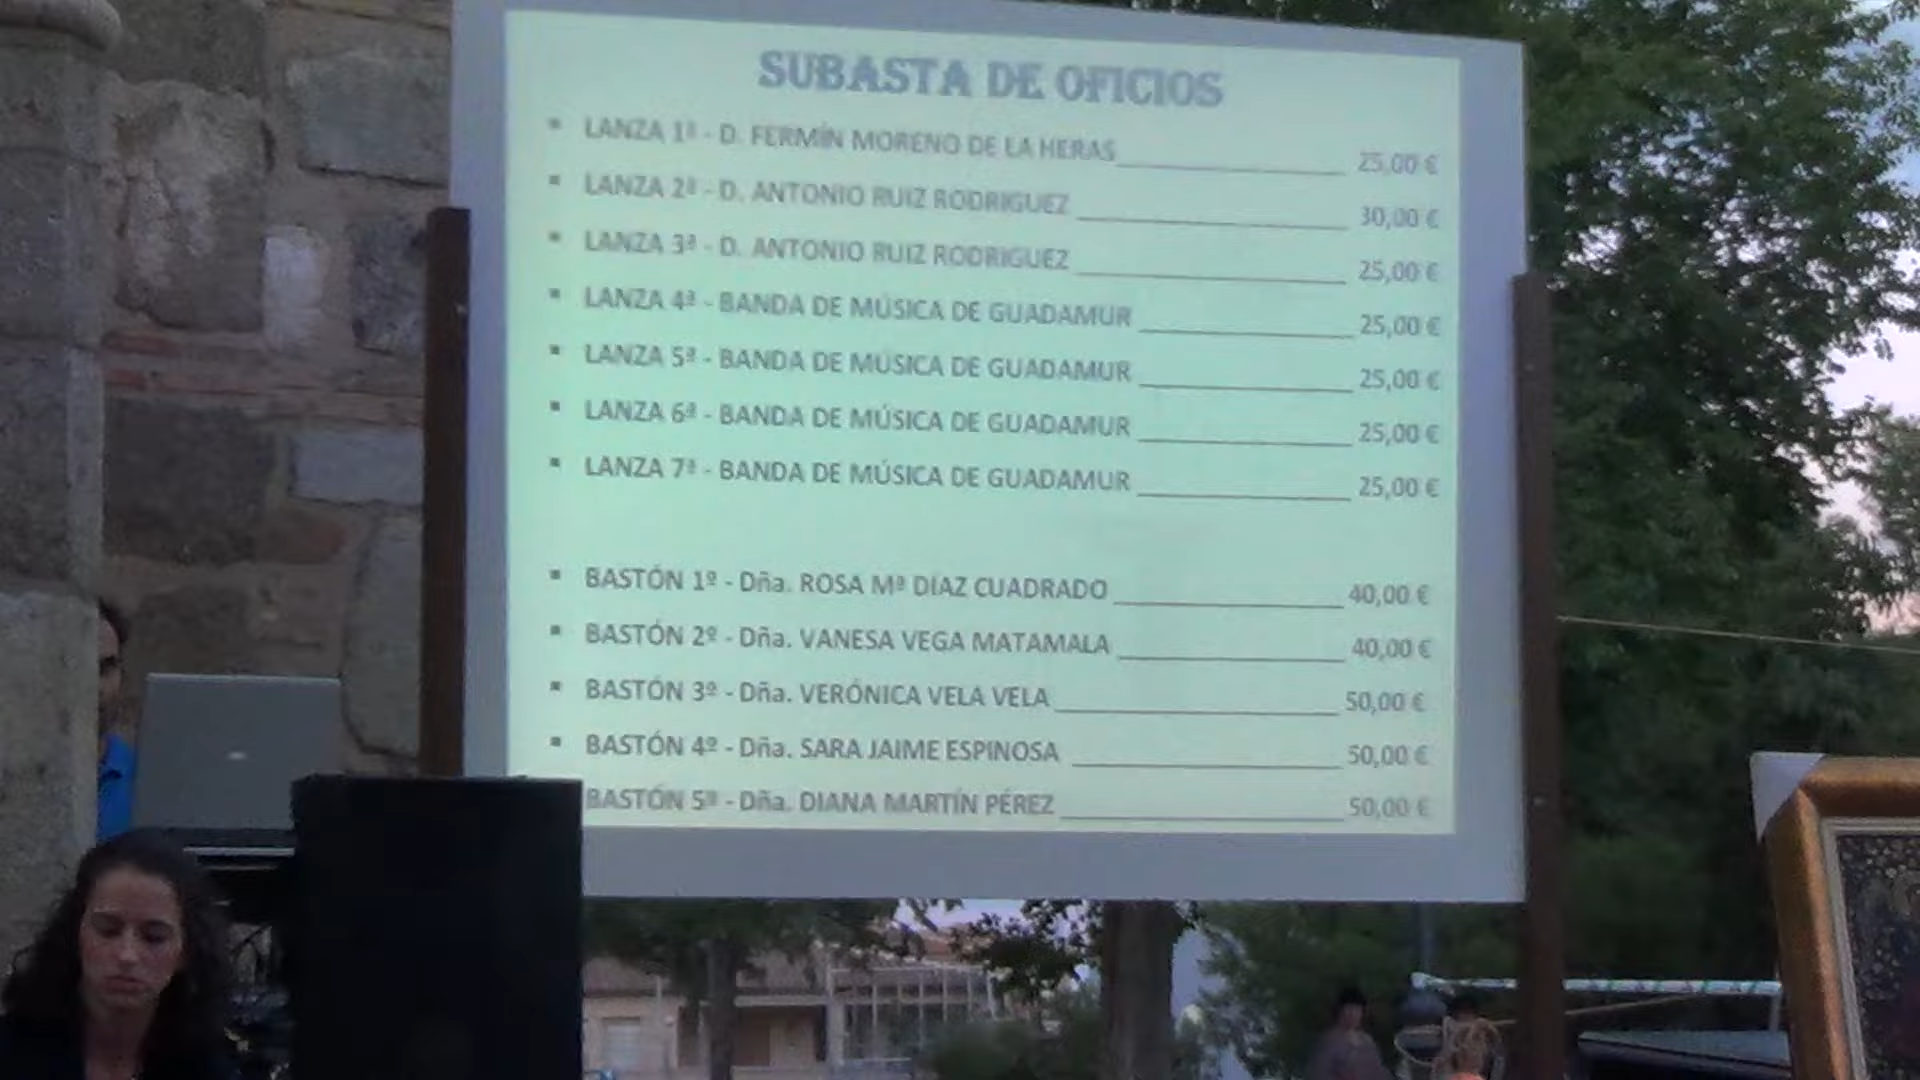 SUBASTA DE OFICIOS
▪ LANZA 1ª - D. FERMÍN MORENO DE LA HERAS 25,00 €
▪ LANZA 2ª - D. ANTONIO RUIZ RODRIGUEZ 30,00 €
▪ LANZA 3ª - D. ANTONIO RUIZ RODRIGUEZ 25,00 €
▪ LANZA 4ª - BANDA DE MÚSICA DE GUADAMUR 25,00 €
▪ LANZA 5ª - BANDA DE MÚSICA DE GUADAMUR 25,00 €
▪ LANZA 6ª - BANDA DE MÚSICA DE GUADAMUR 25,00 €
▪ LANZA 7ª - BANDA DE MÚSICA DE GUADAMUR 25,00 €
▪ BASTÓN 1º - Dña. ROSA Mª DÍAZ CUADRADO 40,00 €
▪ BASTÓN 2º - Dña. VANESA VEGA MATAMALA 40,00 €
▪ BASTÓN 3º - Dña. VERÓNICA VELA VELA 50,00 €
▪ BASTÓN 4º - Dña. SARA JAIME ESPINOSA 50,00 €
BASTÓN 5º - Dña. DIANA MARTÍN PÉREZ 50,00 €